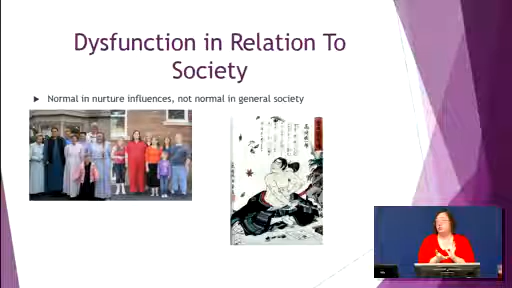 Dysfunction in Relation To
Society
Normal in nurture influences, not normal in general society